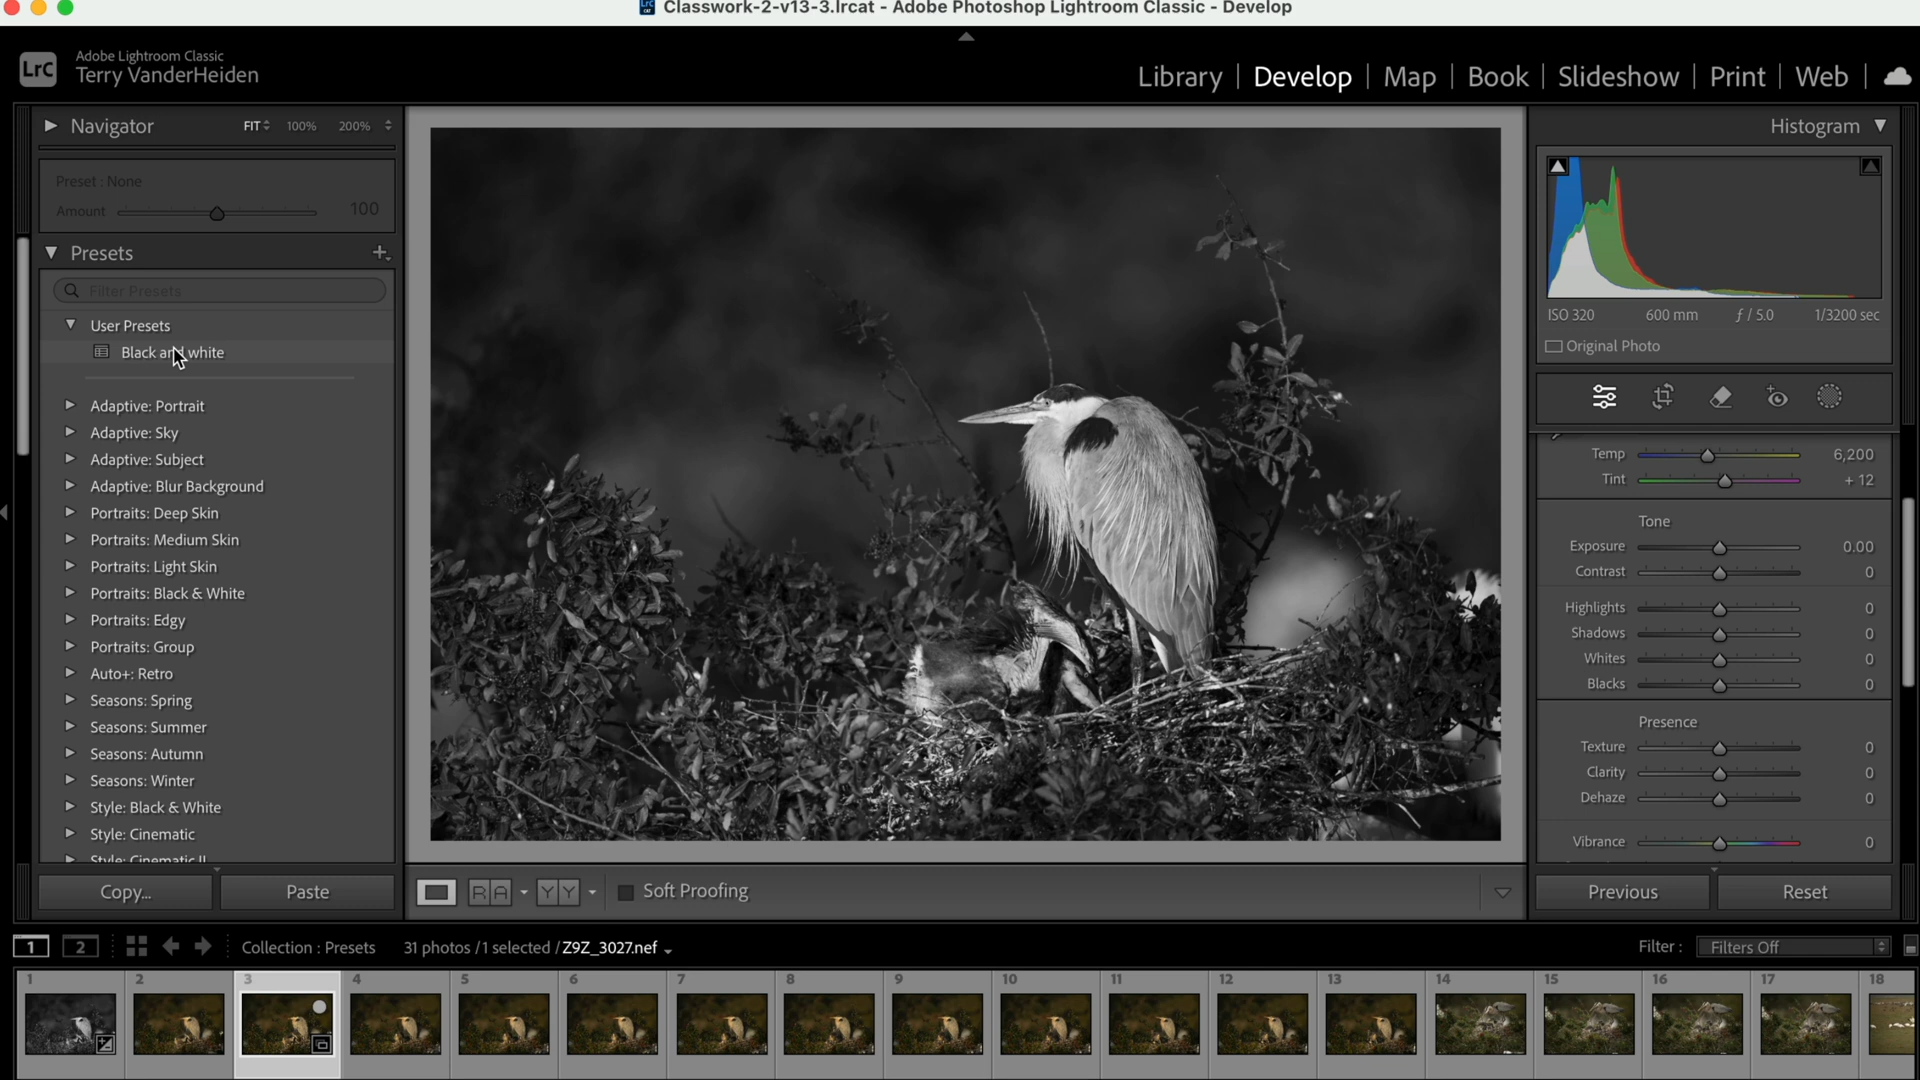 Classwork-2-v13-3.lrcat - Adobe Photoshop Lightroom Classic - Develop
LrC
Adobe Lightroom Classic
Terry VanderHeiden
Library | Develop | Map | Book | Slideshow | Print | Web |
Navigator FIT 100% 200%
Preset : None
Amount 100
Presets
Filter Presets
User Presets
Black and white
Adaptive: Portrait
Adaptive: Sky
Adaptive: Subject
Adaptive: Blur Background
Portraits: Deep Skin
Portraits: Medium Skin
Portraits: Light Skin
Portraits: Black & White
Portraits: Edgy
Portraits: Group
Auto+: Retro
Seasons: Spring
Seasons: Summer
Seasons: Autumn
Seasons: Winter
Style: Black & White
Style: Cinematic
Style: Cinematic II
Copy... Paste
R A Y Y Soft Proofing
Histogram
ISO 320 600 mm ƒ / 5.0 1/3200 sec
Original Photo
Temp 6,200
Tint + 12
Tone
Exposure 0.00
Contrast 0
Highlights 0
Shadows 0
Whites 0
Blacks 0
Presence
Texture 0
Clarity 0
Dehaze 0
Vibrance 0
Previous Reset
1 2 Collection : Presets 31 photos / 1 selected / Z9Z_3027.nef Filter : Filters Off
1 2 3 4 5 6 7 8 9 10 11 12 13 14 15 16 17 18